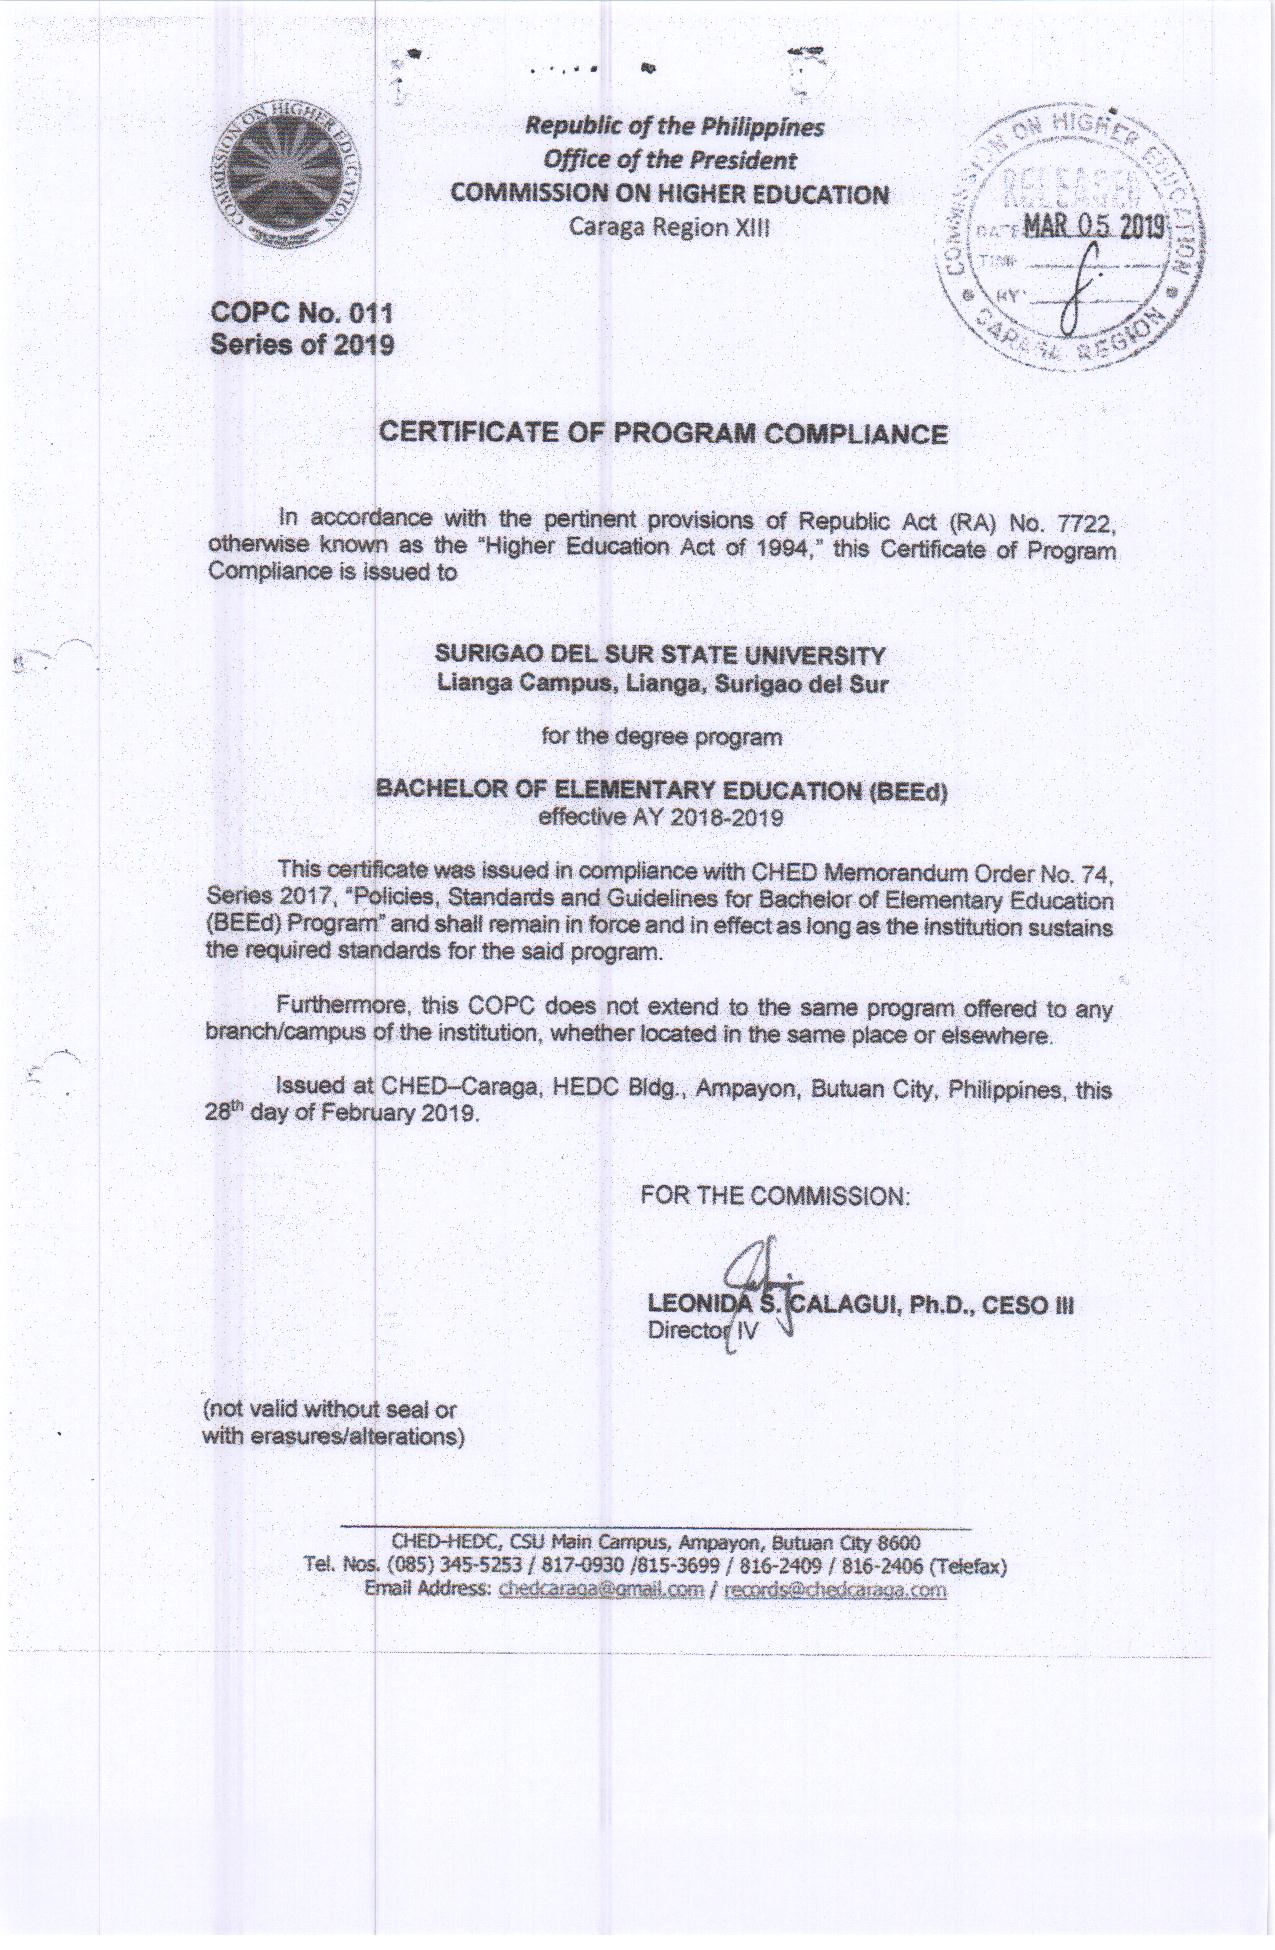 COMMISSION ON HIGHER EDUCATION
Republic of the Philippines
Office of the President
COMMISSION ON HIGHER EDUCATION
Caraga Region XIII
COMMISSION ON HIGHER EDUCATION
RELEASED
DATE MAR 05 2019
TIME
BY:
CARAGA REGION
COPC No. 011
Series of 2019
CERTIFICATE OF PROGRAM COMPLIANCE
In accordance with the pertinent provisions of Republic Act (RA) No. 7722,
otherwise known as the “Higher Education Act of 1994,” this Certificate of Program
Compliance is issued to
SURIGAO DEL SUR STATE UNIVERSITY
Lianga Campus, Lianga, Surigao del Sur
for the degree program
BACHELOR OF ELEMENTARY EDUCATION (BEEd)
effective AY 2018-2019
This certificate was issued in compliance with CHED Memorandum Order No. 74,
Series 2017, “Policies, Standards and Guidelines for Bachelor of Elementary Education
(BEEd) Program” and shall remain in force and in effect as long as the institution sustains
the required standards for the said program.
Furthermore, this COPC does not extend to the same program offered to any
branch/campus of the institution, whether located in the same place or elsewhere.
Issued at CHED–Caraga, HEDC Bldg., Ampayon, Butuan City, Philippines, this
28th day of February 2019.
FOR THE COMMISSION:
LEONIDA S. CALAGUI, Ph.D., CESO III
Director IV
(not valid without seal or
with erasures/alterations)
CHED-HEDC, CSU Main Campus, Ampayon, Butuan City 8600
Tel. Nos. (085) 345-5253 / 817-0930 /815-3699 / 816-2409 / 816-2406 (Telefax)
Email Address: chedcaraga@gmail.com / records@chedcaraga.com